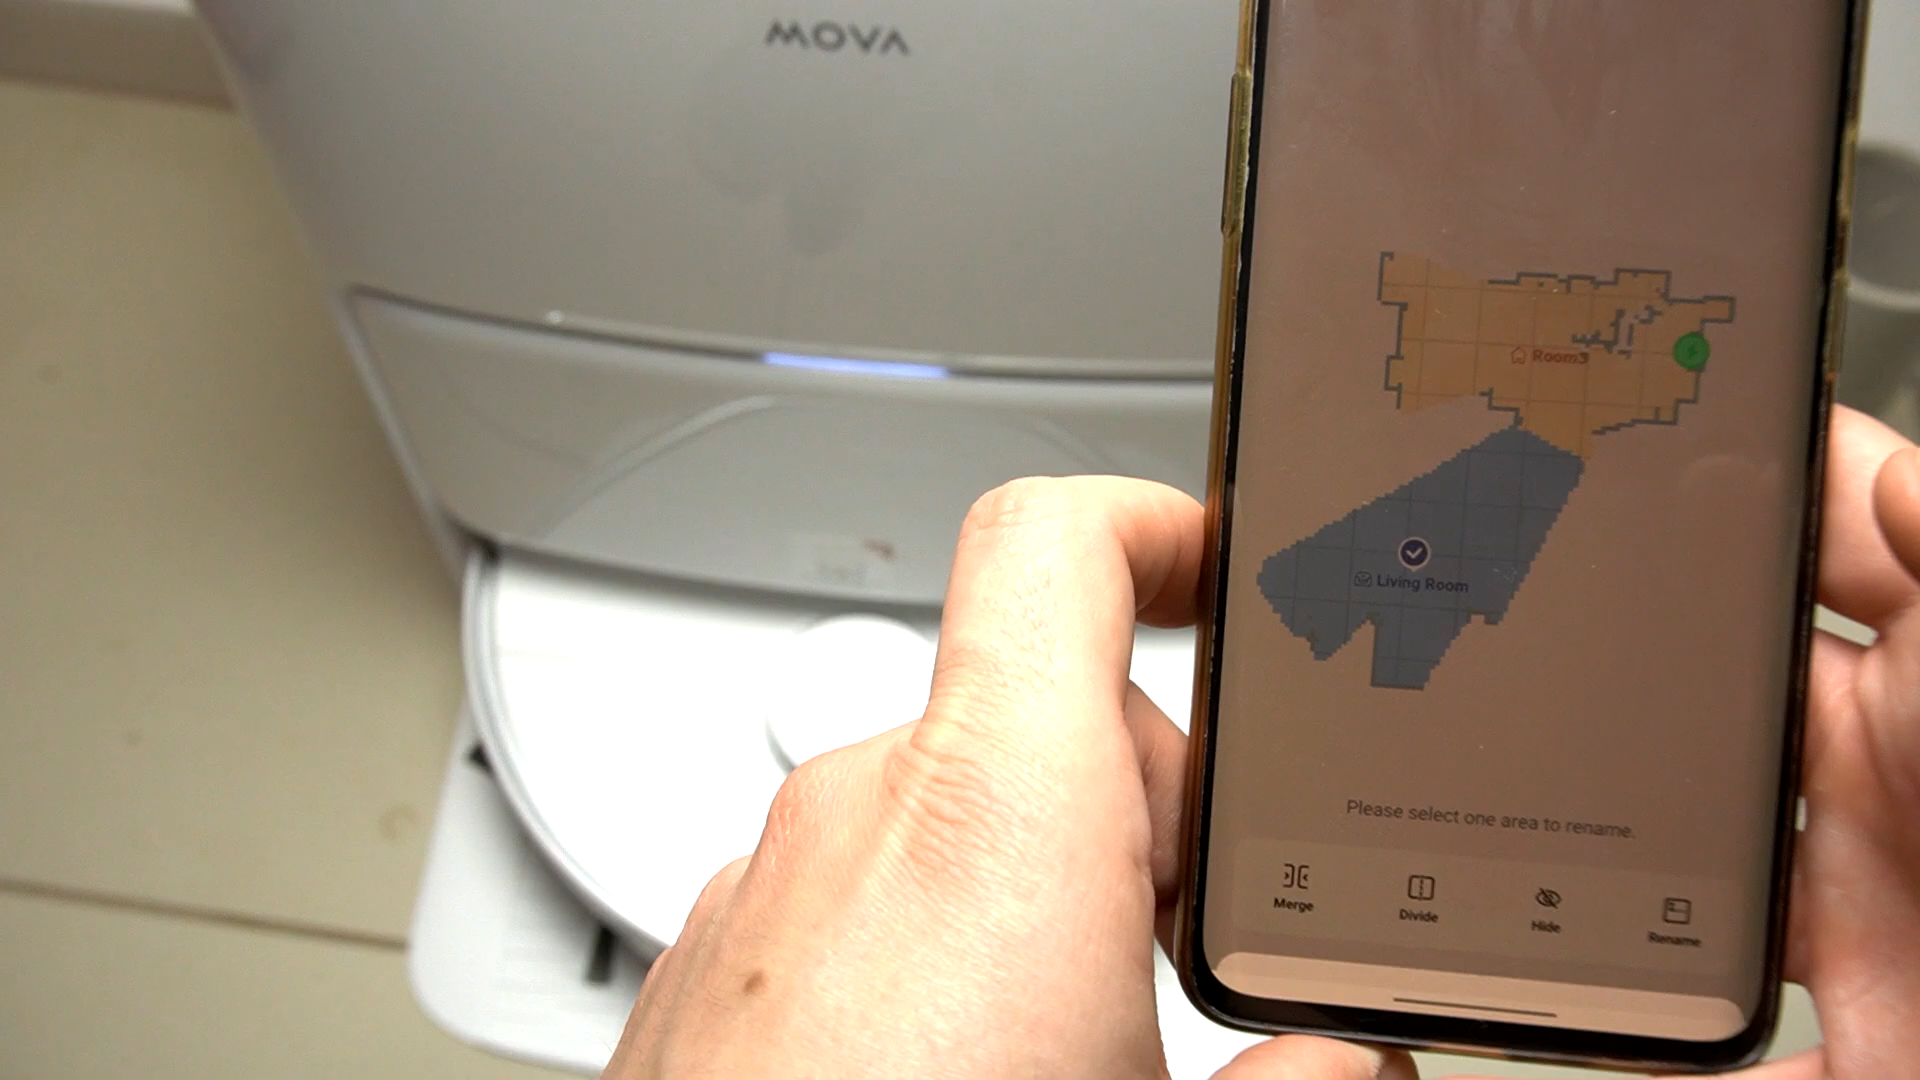 MOVA
Room3
Living Room
Please select one area to rename.
Merge
Divide
Hide
Rename